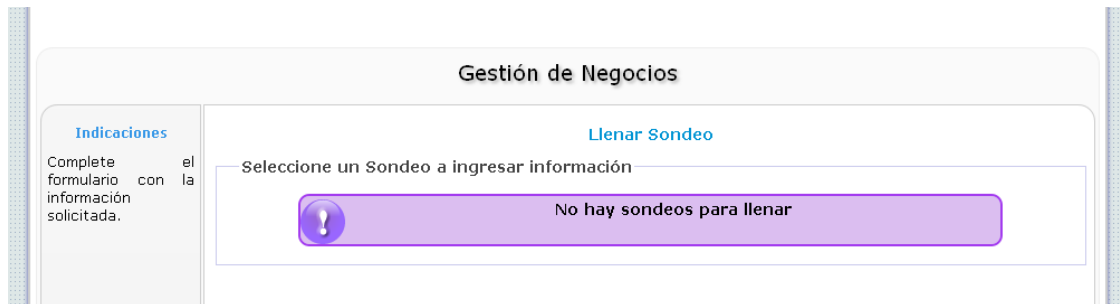 Gestión de Negocios
Indicaciones
Complete el
formulario con la
información
solicitada.
Llenar Sondeo
Seleccione un Sondeo a ingresar información
No hay sondeos para llenar